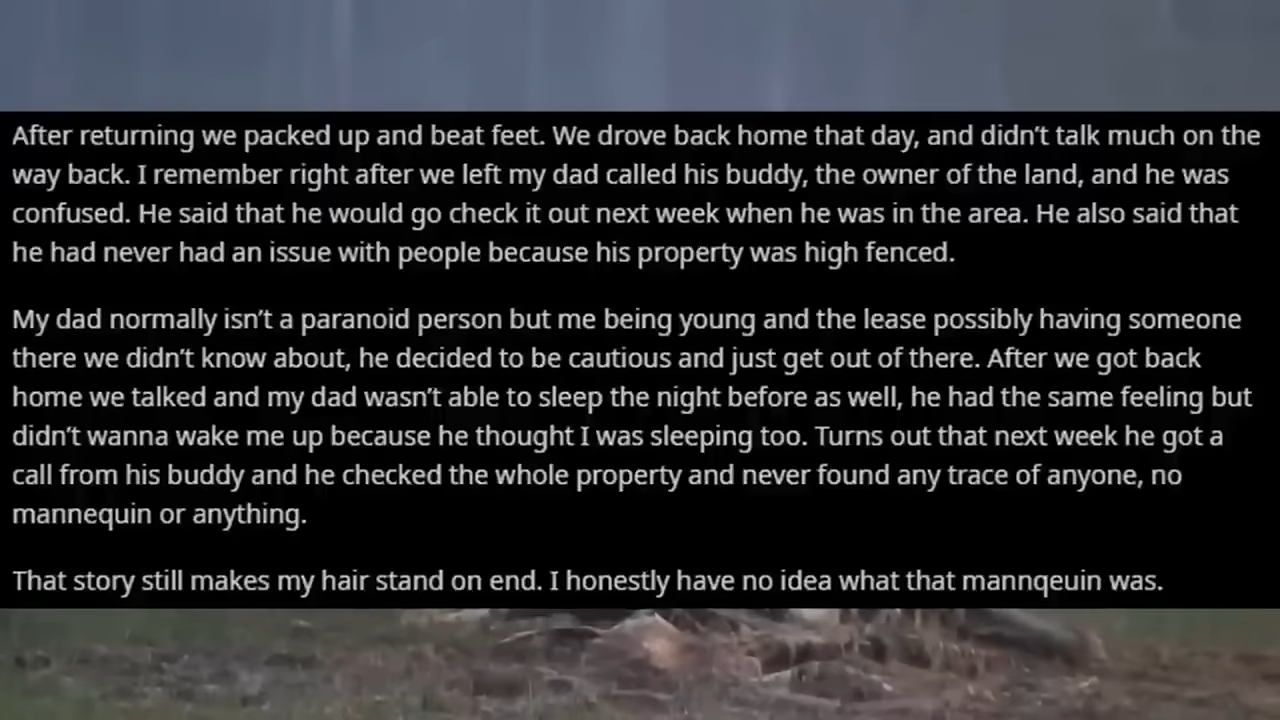 After returning we packed up and beat feet. We drove back home that day, and didn't talk much on the
way back. I remember right after we left my dad called his buddy, the owner of the land, and he was
confused. He said that he would go check it out next week when he was in the area. He also said that
he had never had an issue with people because his property was high fenced.
My dad normally isn't a paranoid person but me being young and the lease possibly having someone
there we didn't know about, he decided to be cautious and just get out of there. After we got back
home we talked and my dad wasn't able to sleep the night before as well, he had the same feeling but
didn't wanna wake me up because he thought I was sleeping too. Turns out that next week he got a
call from his buddy and he checked the whole property and never found any trace of anyone, no
mannequin or anything.
That story still makes my hair stand on end. I honestly have no idea what that mannqeuin was.